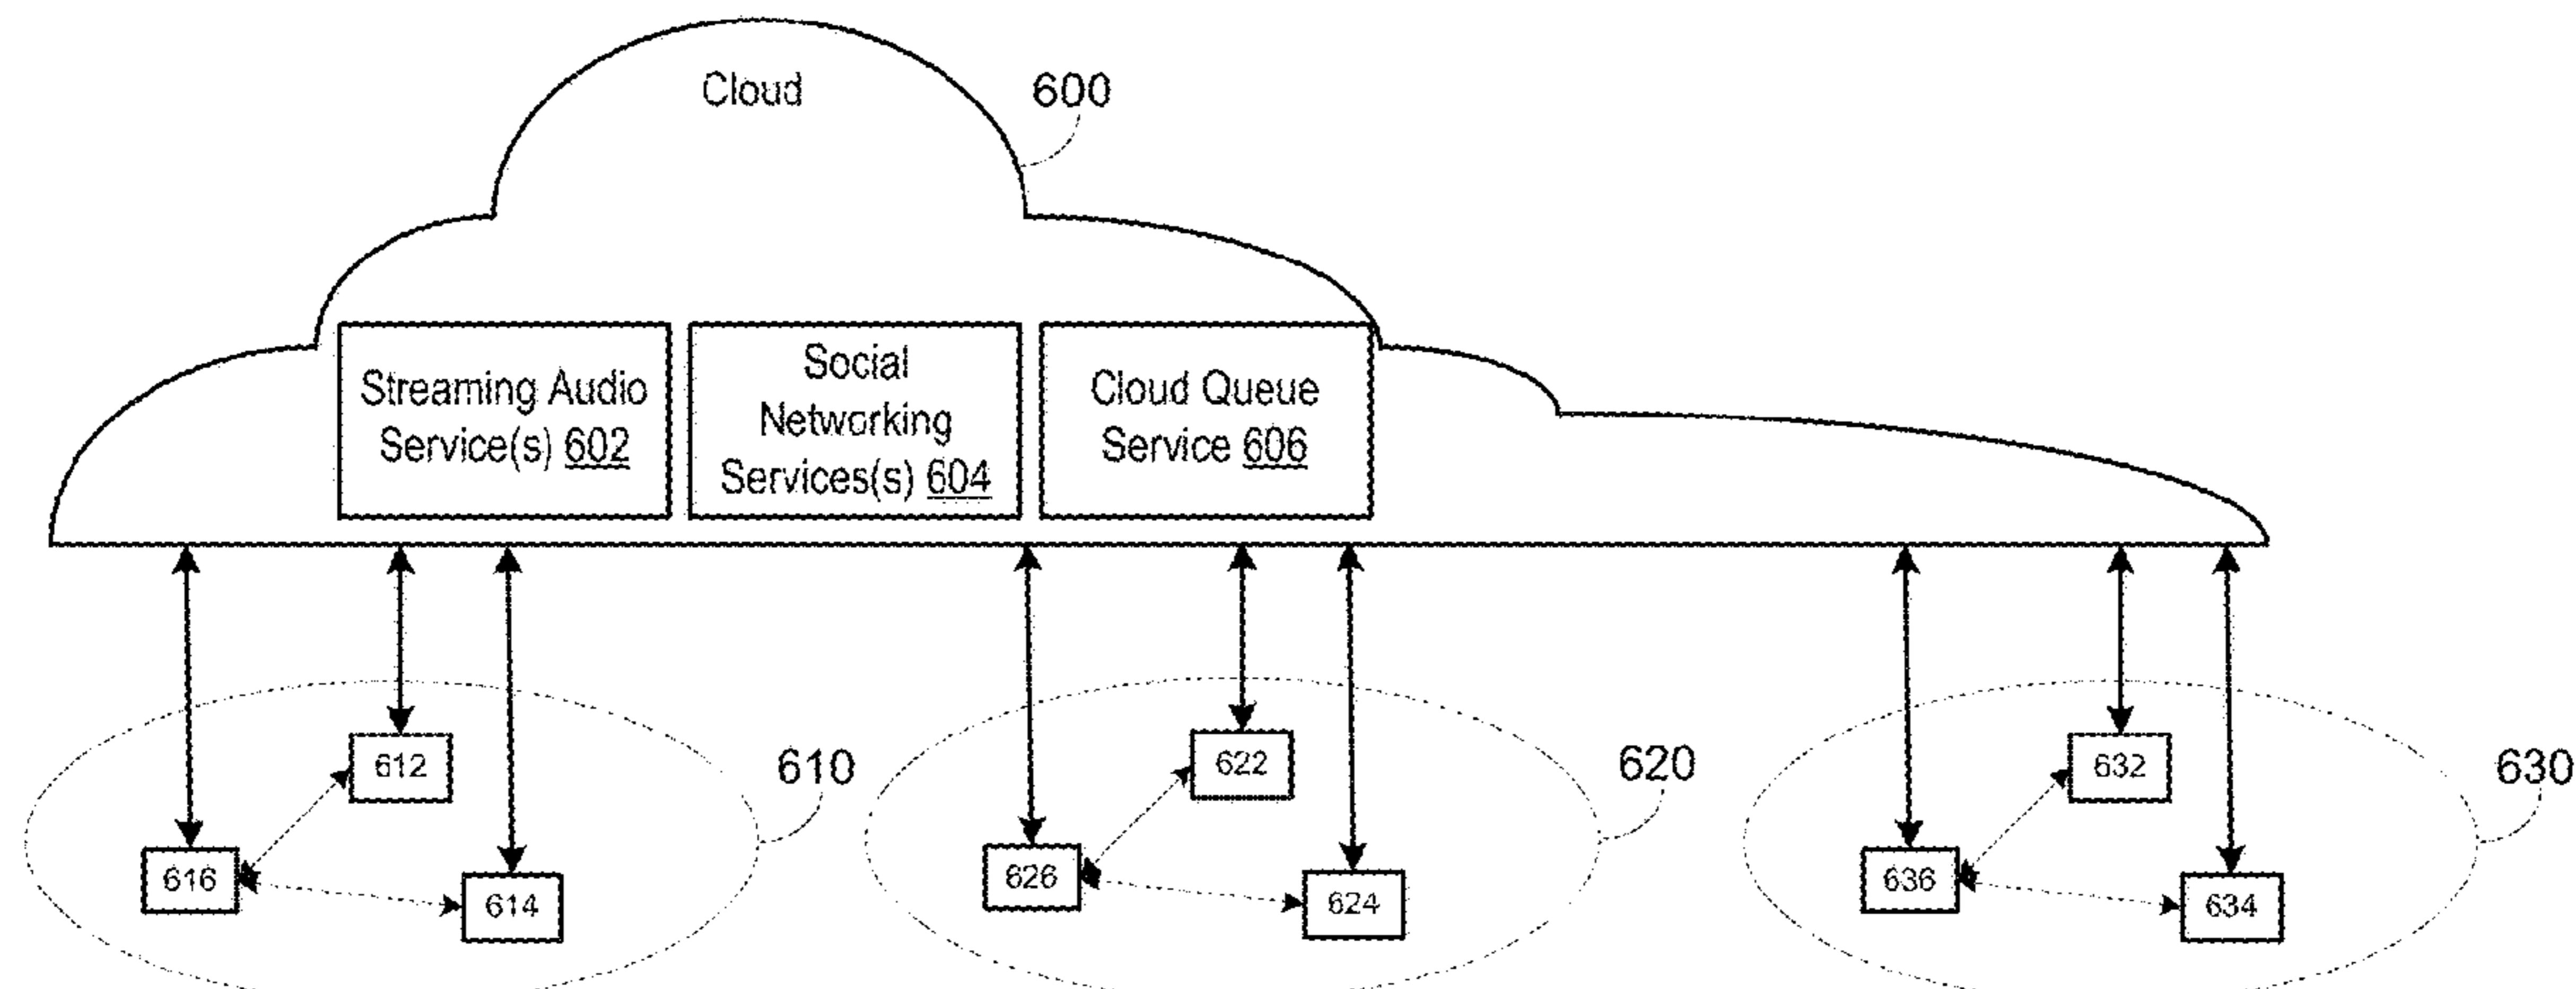 Cloud
600
Streaming Audio
Service(s) 602
Social
Networking
Services(s) 604
Cloud Queue
Service 606
612
616
614
610
622
626
624
620
632
636
634
630